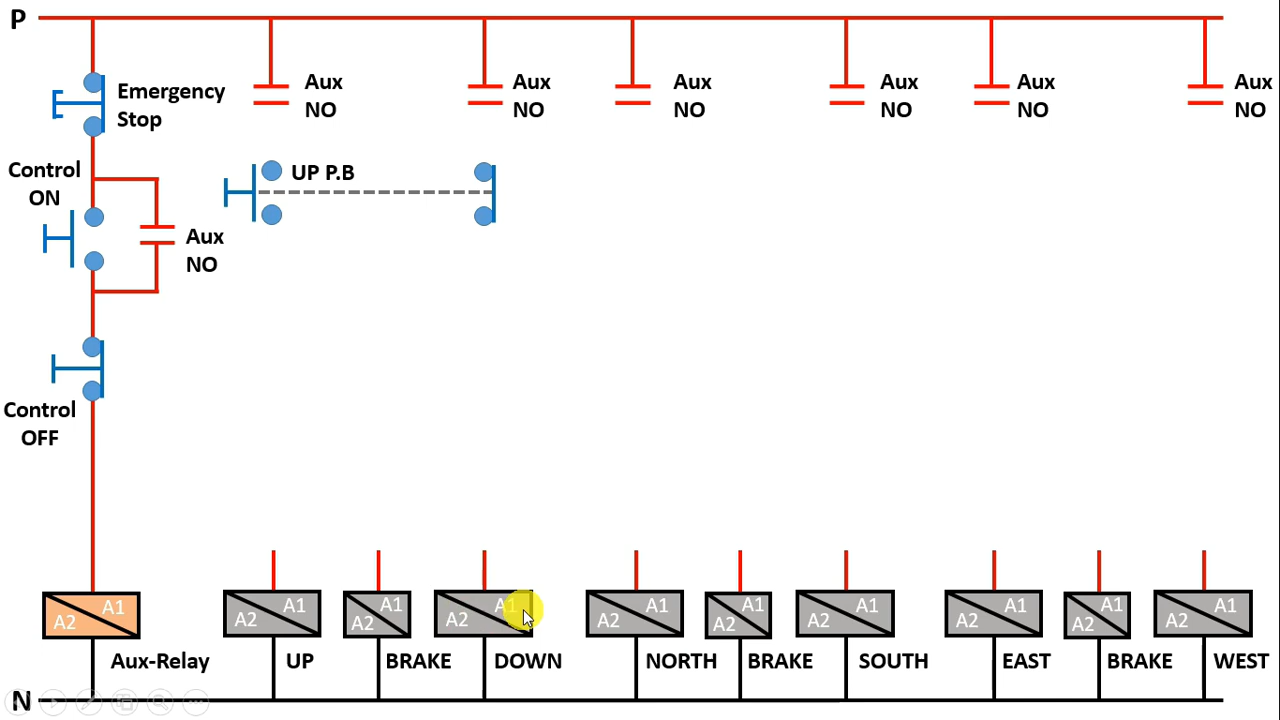 P
Emergency
Stop
Aux
NO
Aux
NO
Aux
NO
Aux
NO
Aux
NO
Aux
NO
Control
ON
UP P.B
Aux
NO
Control
OFF
A1
A2
A1
A2
A1
A2
A1
A2
A1
A2
A1
A2
A1
A2
A1
A2
A1
A2
A1
A2
Aux-Relay
UP
BRAKE
DOWN
NORTH
BRAKE
SOUTH
EAST
BRAKE
WEST
N